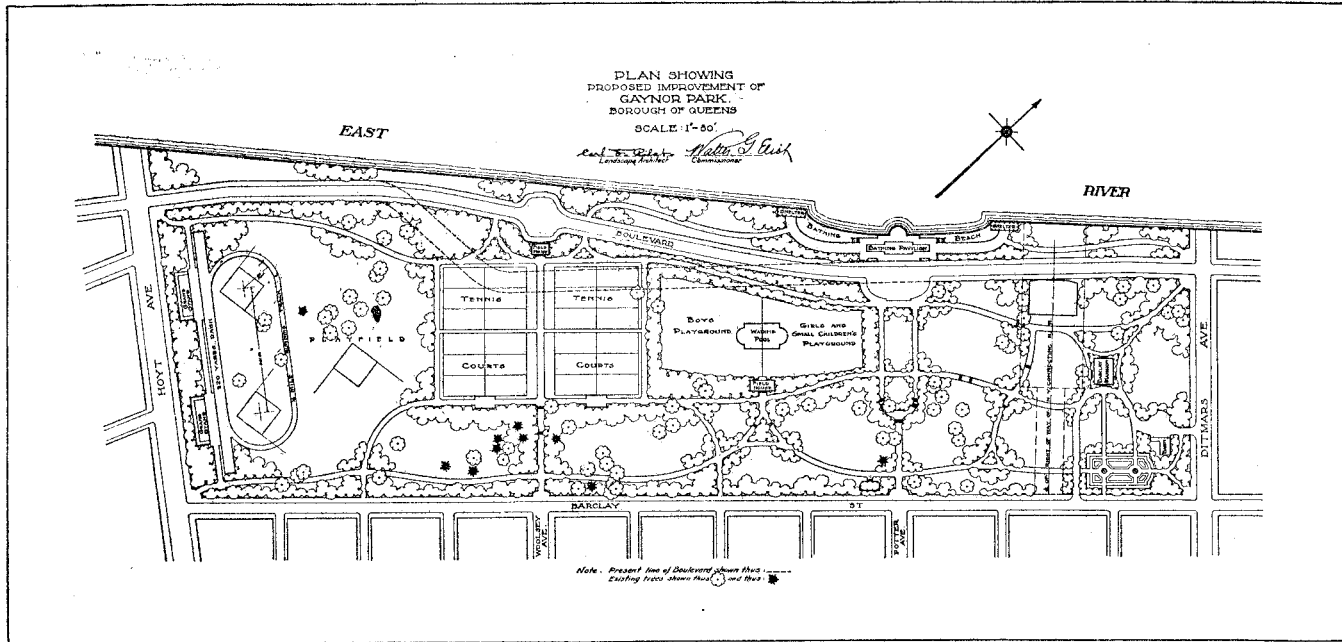 PLAN SHOWING
PROPOSED IMPROVEMENT OF
GAYNOR PARK.
BOROUGH OF QUEENS
SCALE: 1"-80'.
Landscape Architect
Commissioner
EAST
RIVER
BOULEVARD
BATHING
BEACH
BATHING PAVILION
FIELD
HOUSE
HOYT
AVE
TENNIS
TENNIS
COURTS
COURTS
PLAYFIELD
BOYS
PLAYGROUND
WADING
POOL
GIRLS AND
SMALL CHILDREN'S
PLAYGROUND
FIELD
HOUSE
DITMARS
AVE
BARCLAY
ST
WOOLSEY
AVE.
POTTER
AVE
Note: Present line of Boulevard shown thus:
Existing trees shown thus and thus: